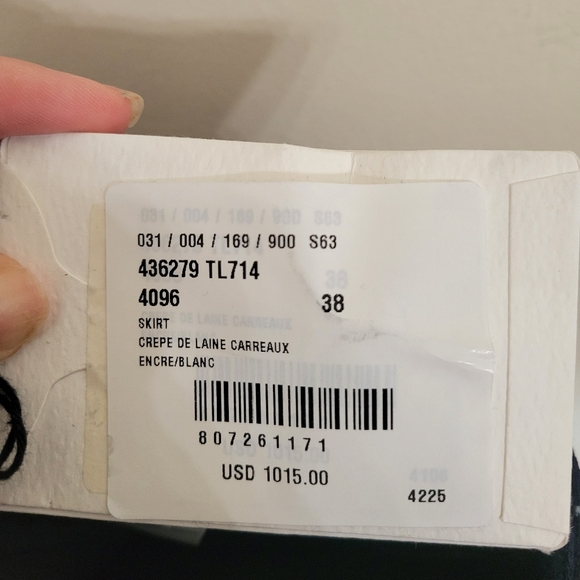 031 / 004 / 169 / 900 S63
436279 TL714
4096 38
SKIRT
CREPE DE LAINE CARREAUX
ENCRE/BLANC
807261171
USD 1015.00
4225